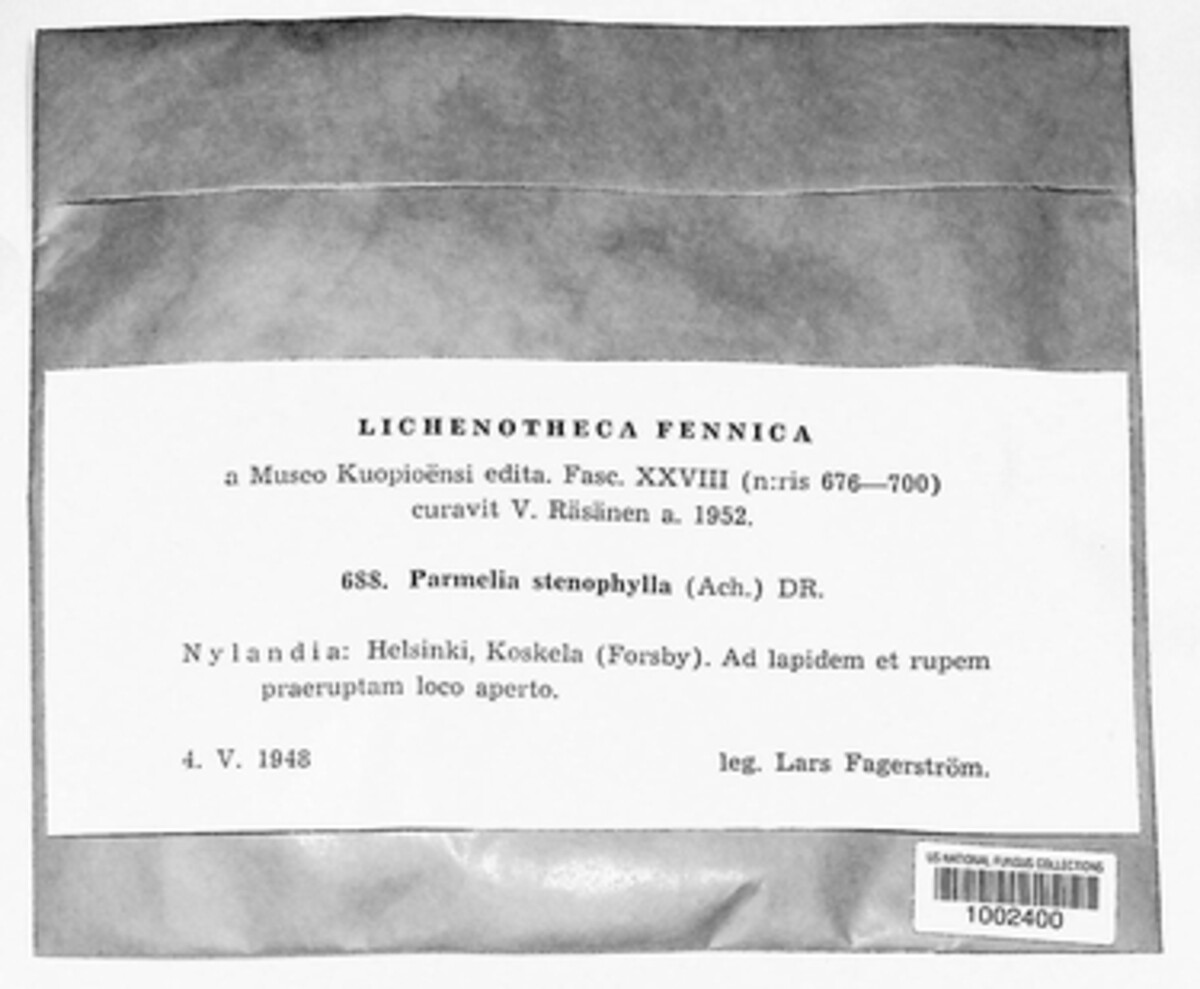 LICHENOTHECA FENNICA
a Museo Kuopioënsi edita. Fasc. XXVIII (n:ris 676—700)
curavit V. Räsänen a. 1952.
688. Parmelia stenophylla (Ach.) DR.
Nylandia: Helsinki, Koskela (Forsby). Ad lapidem et rupem
praeruptam loco aperto.
4. V. 1948
leg. Lars Fagerström.
US NATIONAL FUNGUS COLLECTIONS
1002400